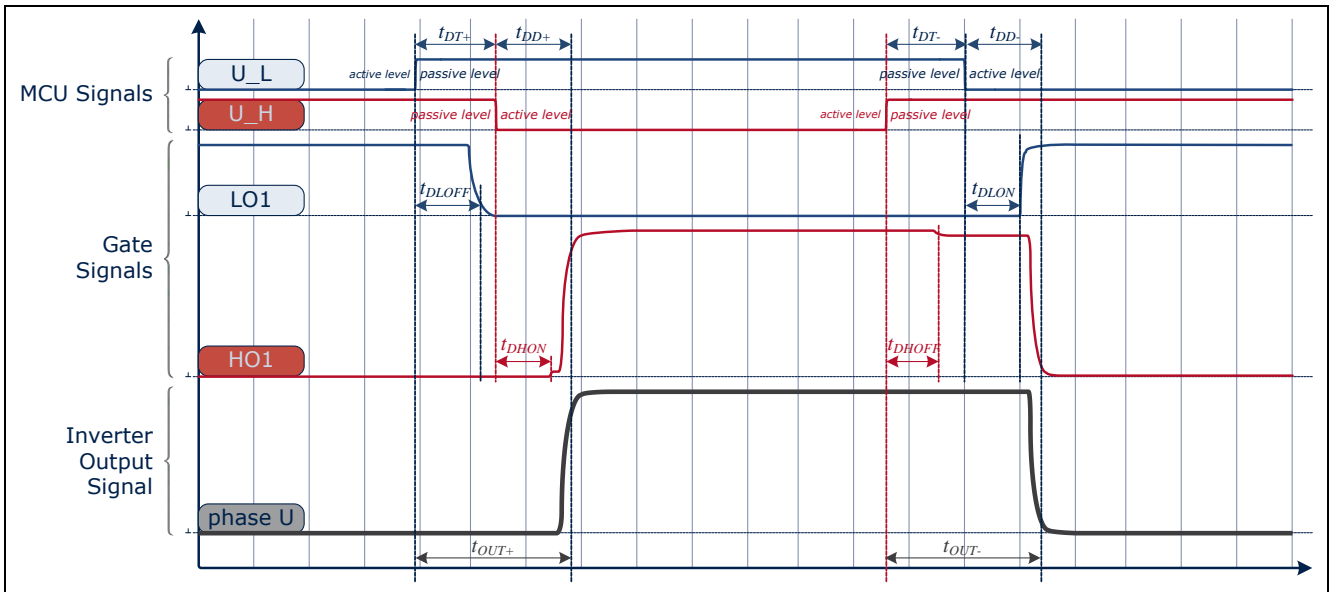 tDT+ tDD+ tDT- tDD-
MCU Signals
U_L
active level passive level passive level active level
U_H
passive level active level active level passive level
Gate
Signals
LO1
tDLOFF tDLON
HO1
tDHON tDHOFF
Inverter
Output
Signal
phase U
tOUT+ tOUT-